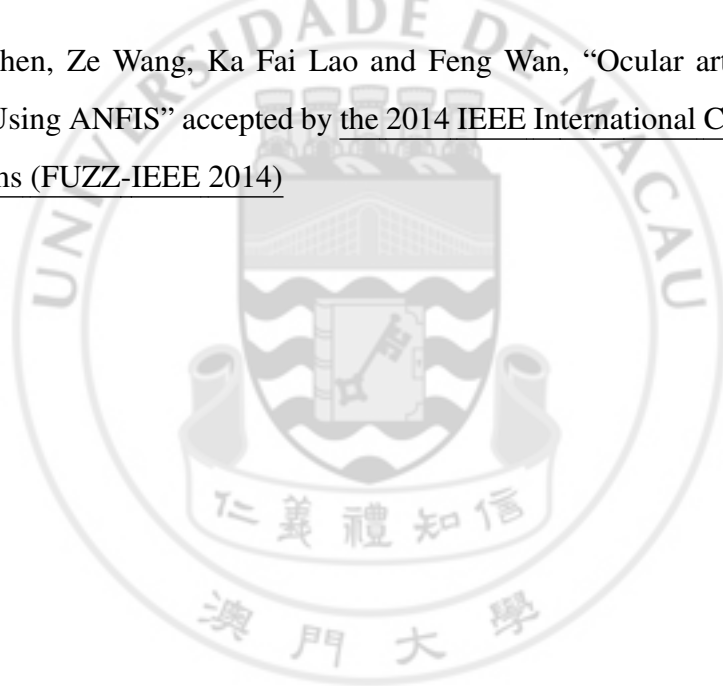 hen, Ze Wang, Ka Fai Lao and Feng Wan, “Ocular art
Using ANFIS” accepted by the 2014 IEEE International C
ns (FUZZ-IEEE 2014)
UNIVERSIDADE DE MACAU
仁義禮知信
澳門大學